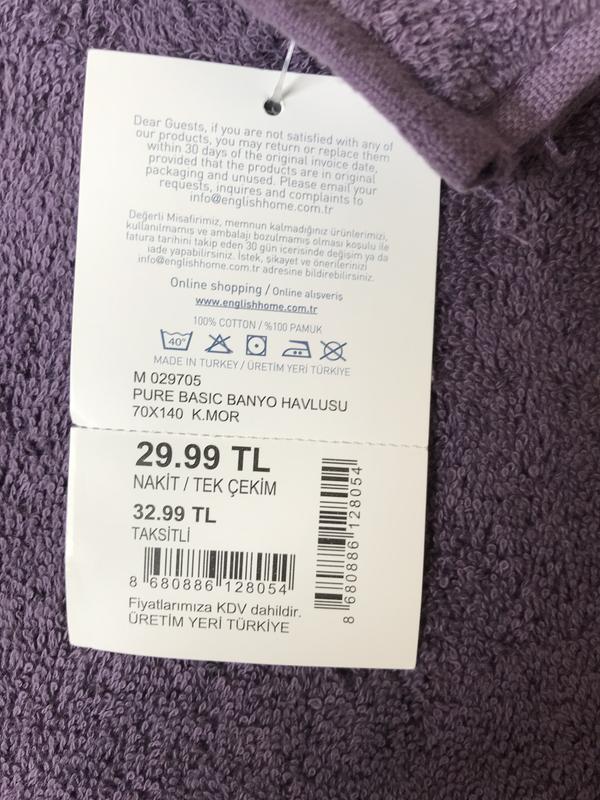 Dear Guests, if you are not satisfied with any of
our products, you may return or replace them
within 30 days of the original invoice date,
provided that the products are in original
packaging and unused. Please email your
requests, inquires and complaints to
info@englishhome.com.tr
Değerli Misafirimiz, memnun kalmadığınız ürünlerimizi,
kullanılmamış ve ambalajı bozulmamış olması koşulu ile
fatura tarihini takip eden 30 gün içerisinde değişim ya da
iade yapabilirsiniz. İstek, şikayet ve önerilerinizi
info@englishhome.com.tr adresine bildirebilirsiniz.
Online shopping / Online alışveriş
www.englishhome.com.tr
100% COTTON / %100 PAMUK
40°
MADE IN TURKEY / ÜRETİM YERİ TÜRKİYE
M 029705
PURE BASIC BANYO HAVLUSU
70X140 K.MOR
29.99 TL
NAKİT / TEK ÇEKİM
32.99 TL
TAKSİTLİ
8 680886 128054
Fiyatlarımıza KDV dahildir.
ÜRETİM YERİ TÜRKİYE
8 680886 128054